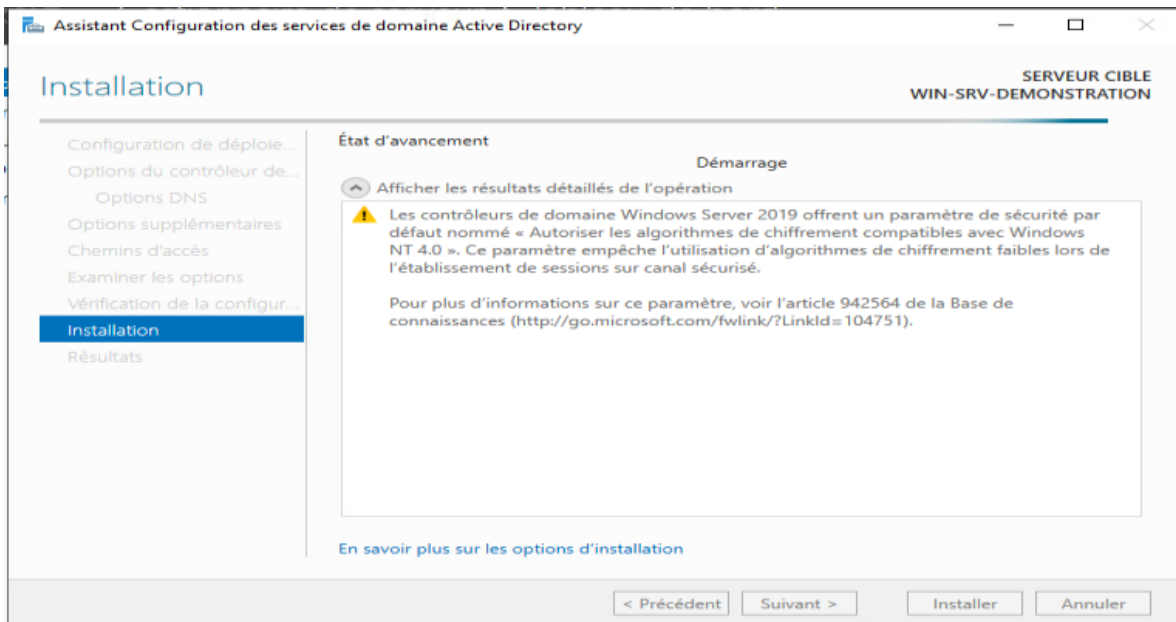 Assistant Configuration des services de domaine Active Directory
Installation
SERVEUR CIBLE
WIN-SRV-DEMONSTRATION
Configuration de déploie...
Options du contrôleur de...
Options DNS
Options supplémentaires
Chemins d'accès
Examiner les options
Vérification de la configur...
Installation
Résultats
État d'avancement
Démarrage
Afficher les résultats détaillés de l'opération
Les contrôleurs de domaine Windows Server 2019 offrent un paramètre de sécurité par
défaut nommé « Autoriser les algorithmes de chiffrement compatibles avec Windows
NT 4.0 ». Ce paramètre empêche l'utilisation d'algorithmes de chiffrement faibles lors de
l'établissement de sessions sur canal sécurisé.
Pour plus d'informations sur ce paramètre, voir l'article 942564 de la Base de
connaissances (http://go.microsoft.com/fwlink/?LinkId=104751).
En savoir plus sur les options d'installation
< Précédent
Suivant >
Installer
Annuler